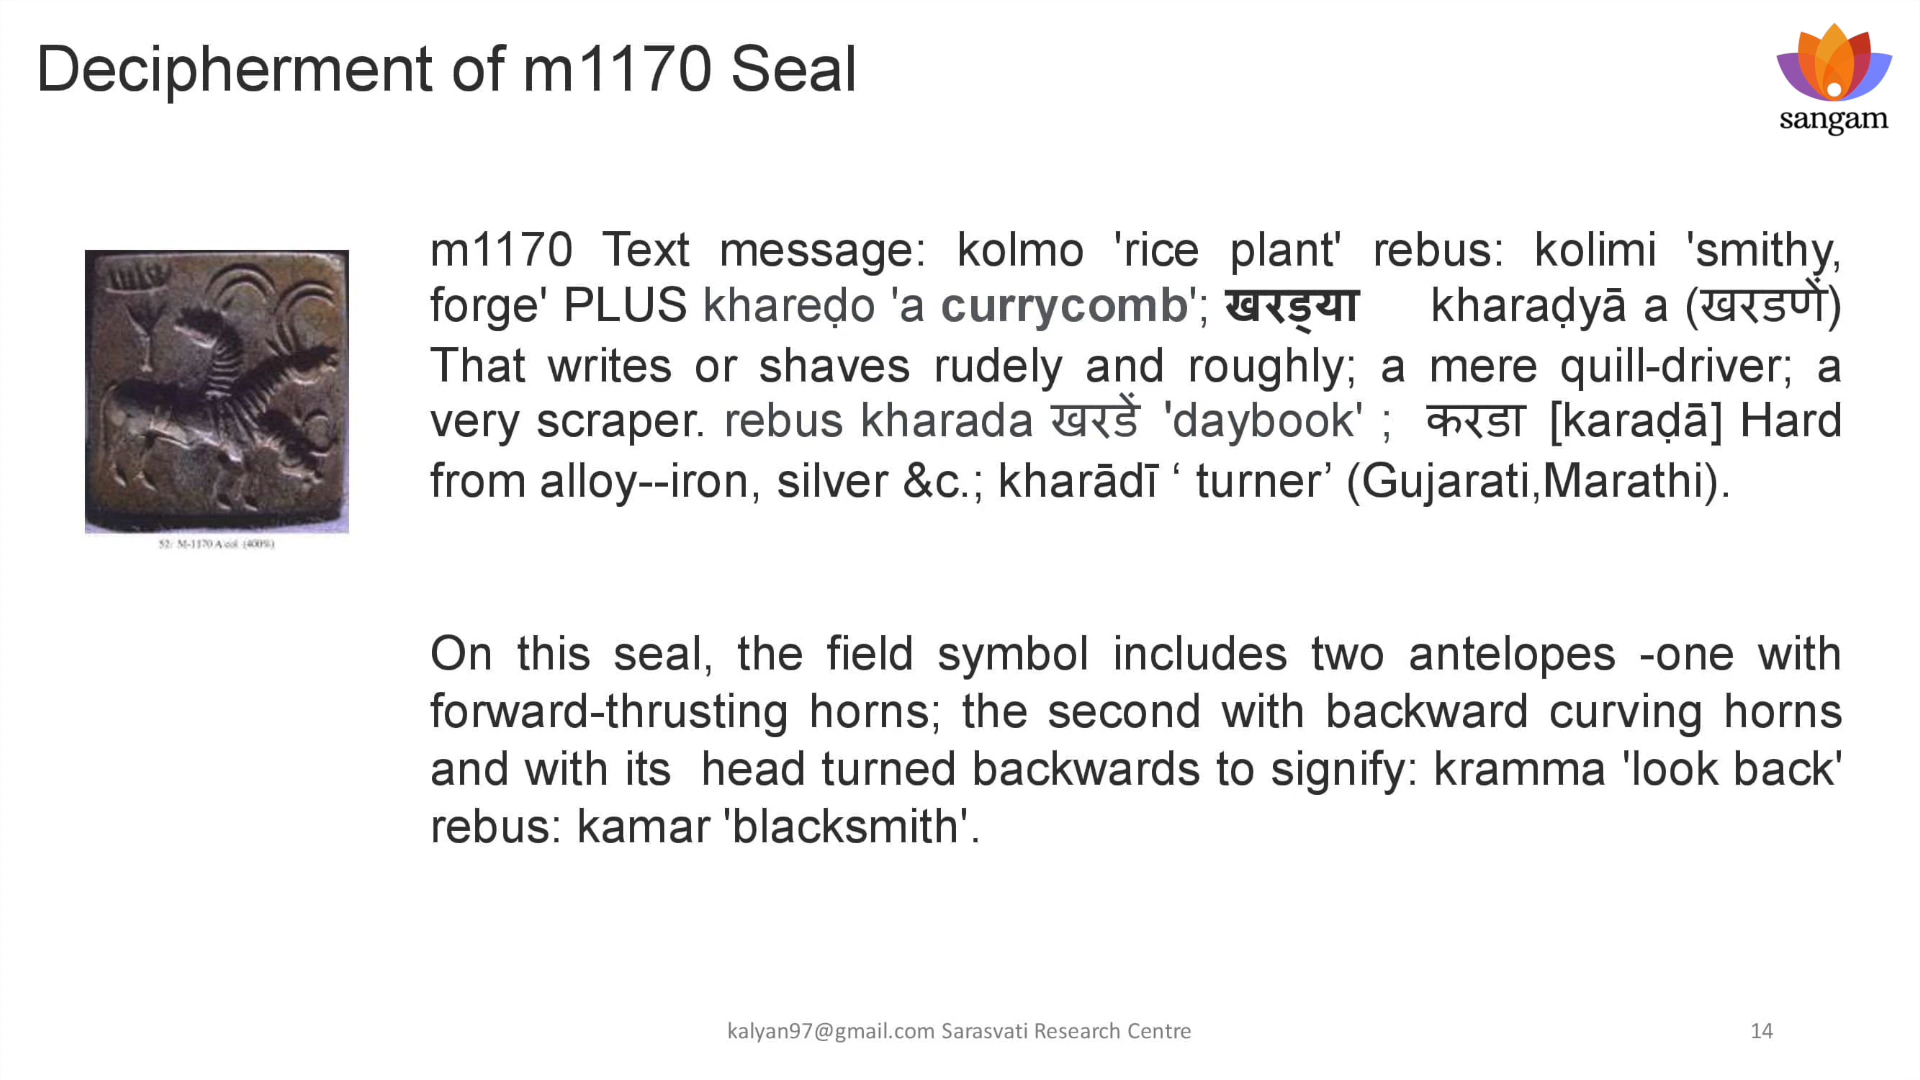 Decipherment of m1170 Seal
sangam
m1170 Text message: kolmo 'rice plant' rebus: kolimi 'smithy,
forge' PLUS khareḍo 'a currycomb'; खरड्या kharaḍyā a (खरडणें)
That writes or shaves rudely and roughly; a mere quill-driver; a
very scraper. rebus kharada खरडें 'daybook' ; करडा [karaḍā] Hard
from alloy--iron, silver &c.; kharādī ‘ turner’ (Gujarati,Marathi).
52: M-1170 A col (400%)
On this seal, the field symbol includes two antelopes -one with
forward-thrusting horns; the second with backward curving horns
and with its head turned backwards to signify: kramma 'look back'
rebus: kamar 'blacksmith'.
kalyan97@gmail.com Sarasvati Research Centre
14